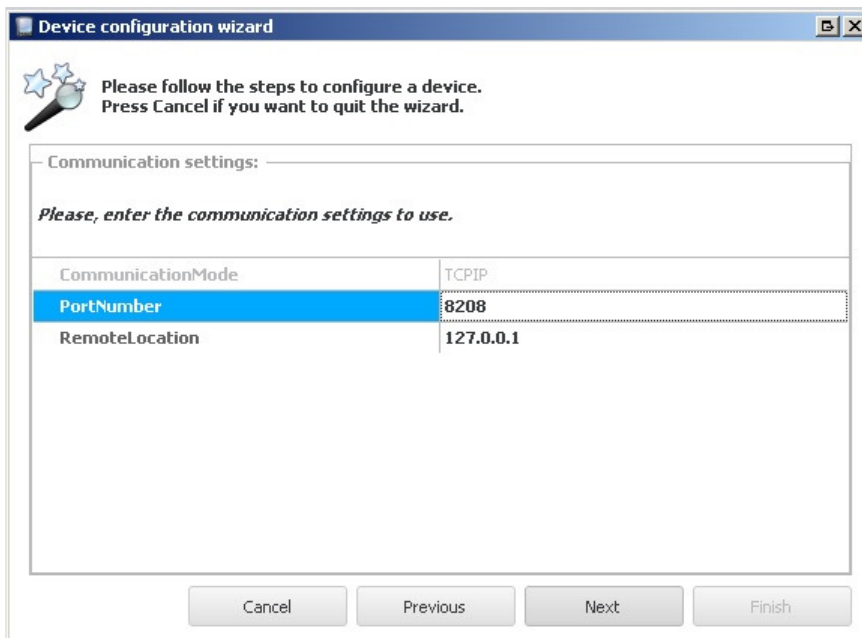 Device configuration wizard
Please follow the steps to configure a device.
Press Cancel if you want to quit the wizard.
Communication settings:
Please, enter the communication settings to use.
CommunicationMode TCPIP
PortNumber 8208
RemoteLocation 127.0.0.1
Cancel Previous Next Finish